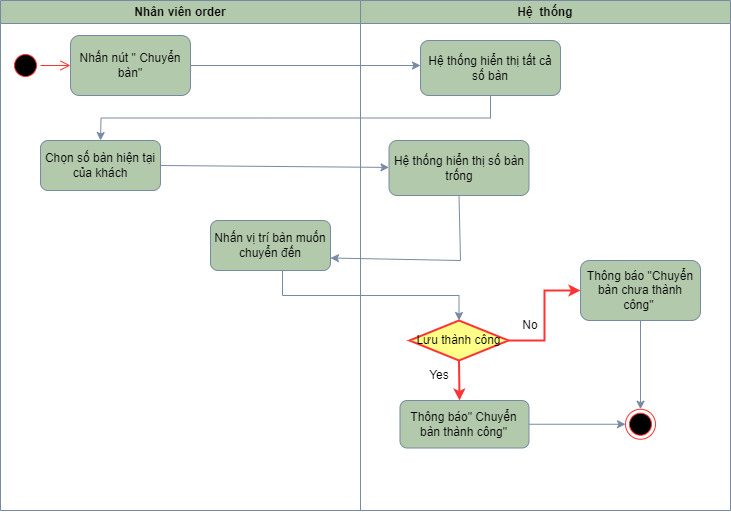 Nhân viên order
Hệ thống
Nhấn nút " Chuyển
bàn"
Hệ thống hiển thị tất cả
số bàn
Chọn số bàn hiện tại
của khách
Hệ thống hiển thị số bàn
trống
Nhấn vị trí bàn muốn
chuyển đến
Thông báo "Chuyển
bàn chưa thành
công"
No
Lưu thành công
Yes
Thông báo" Chuyển
bàn thành công"